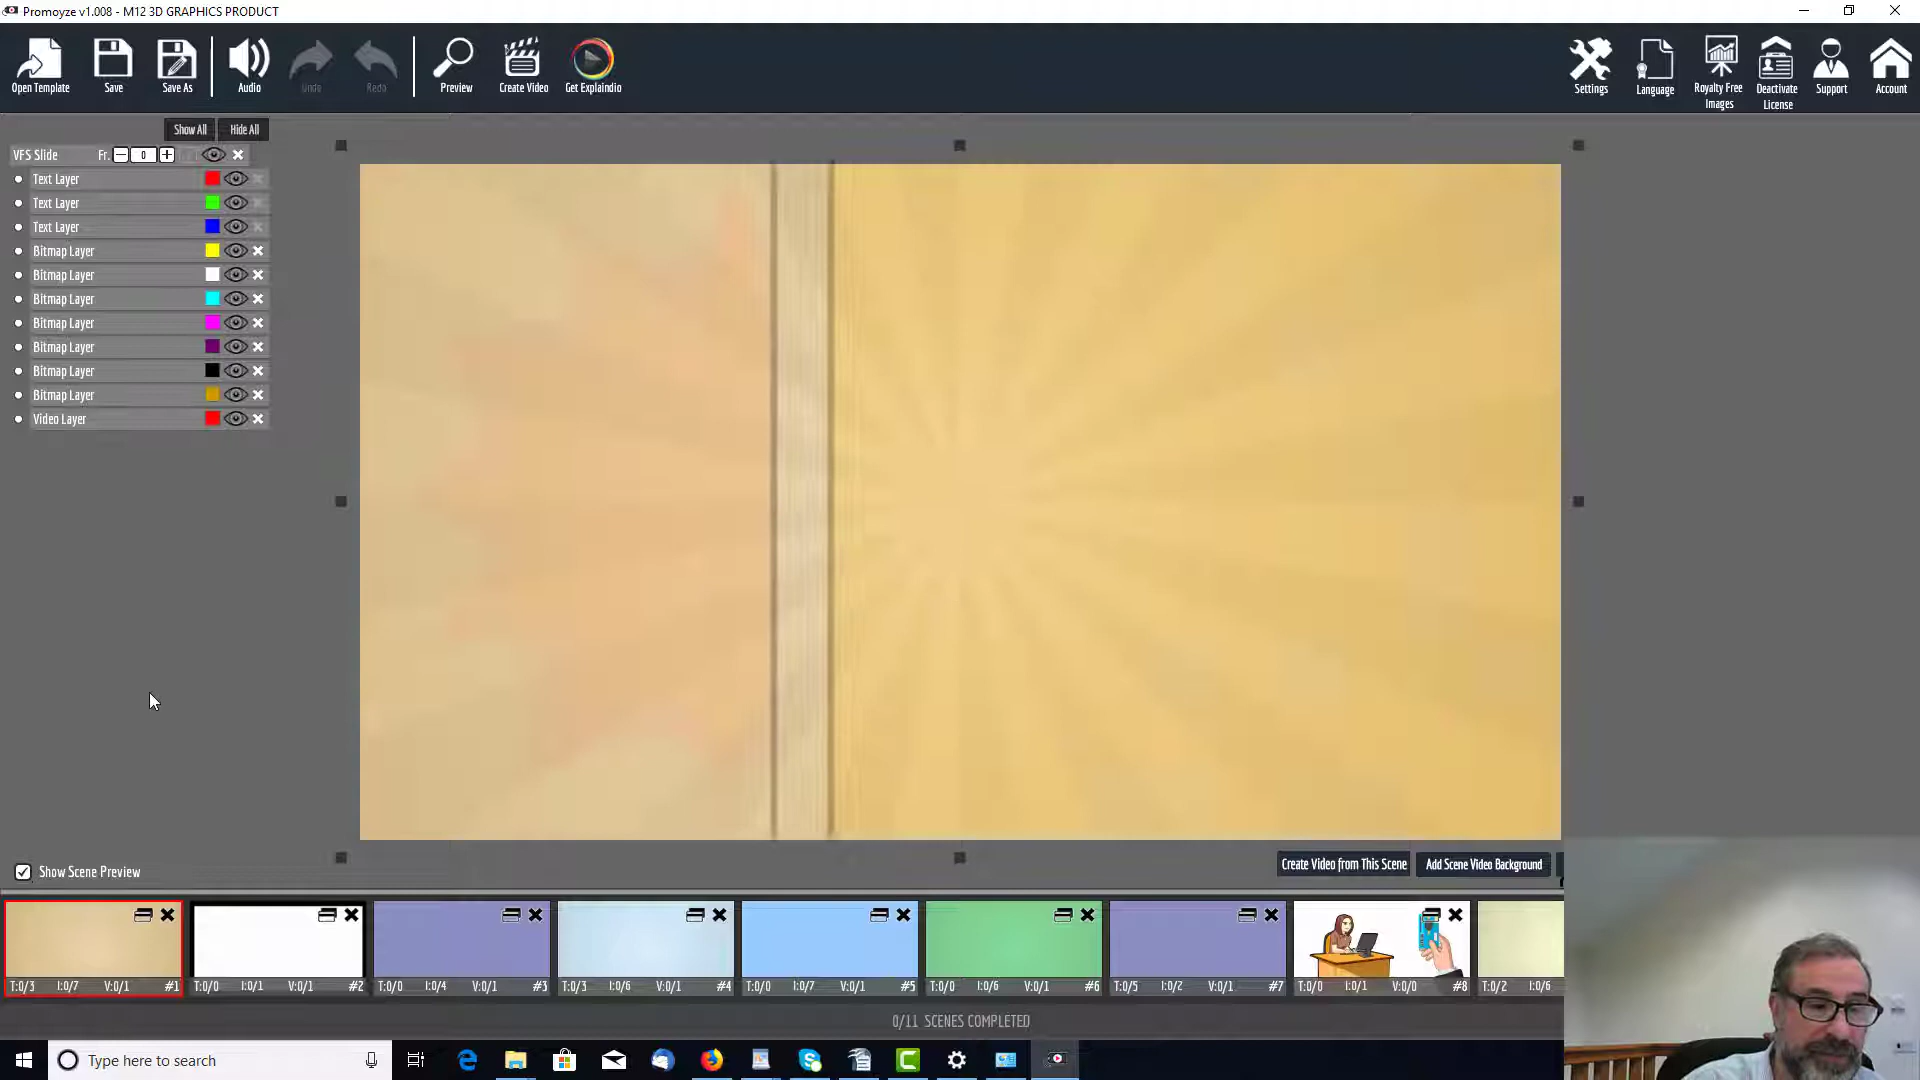 Promoyze v1.008 - M12 3D GRAPHICS PRODUCT
Open Template
Save
Save As
Audio
Undo
Redo
Preview
Create Video
Get Explaindio
Settings
Language
Royalty Free Images
Deactivate License
Support
Account
Show All
Hide All
VFS Slide Fr. 0
Text Layer
Text Layer
Text Layer
Bitmap Layer
Bitmap Layer
Bitmap Layer
Bitmap Layer
Bitmap Layer
Bitmap Layer
Bitmap Layer
Video Layer
Show Scene Preview
Create Video from This Scene
Add Scene Video Background
T:0/3 I:0/7 V:0/1 #1
T:0/0 I:0/1 V:0/1 #2
T:0/0 I:0/4 V:0/1 #3
T:0/3 I:0/6 V:0/1 #4
T:0/0 I:0/7 V:0/1 #5
T:0/0 I:0/6 V:0/1 #6
T:0/5 I:0/2 V:0/1 #7
T:0/0 I:0/1 V:0/0 #8
T:0/2 I:0/6
0/11 SCENES COMPLETED
Type here to search